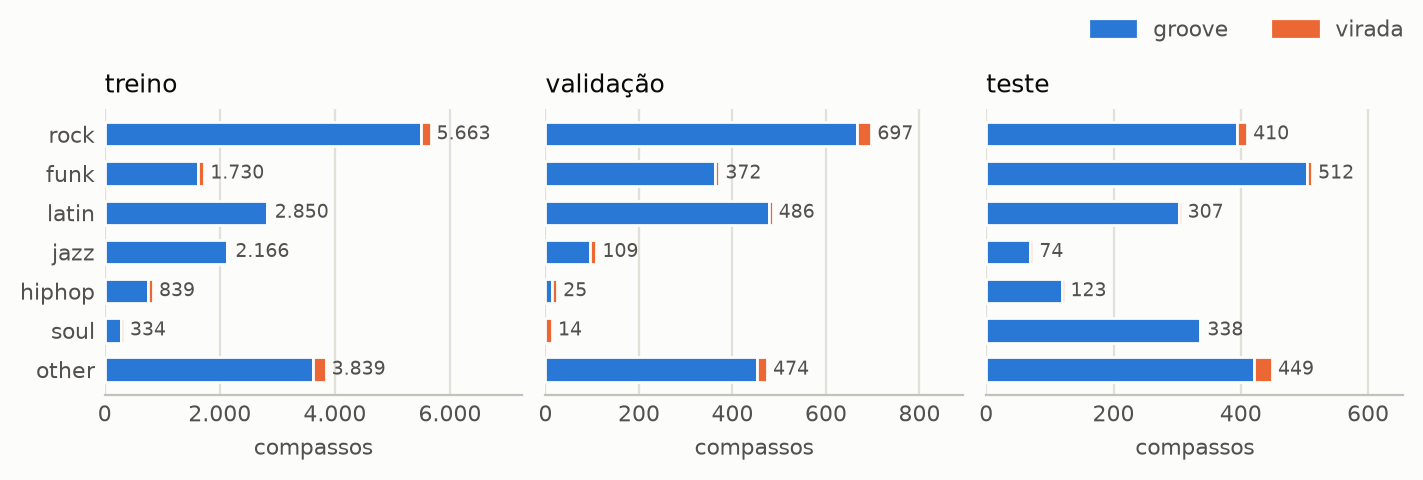 groove virada
treino validação teste
rock 5.663 697 410
funk 1.730 372 512
latin 2.850 486 307
jazz 2.166 109 74
hiphop 839 25 123
soul 334 14 338
other 3.839 474 449
0 2.000 4.000 6.000 0 200 400 600 800 0 200 400 600
compassos compassos compassos